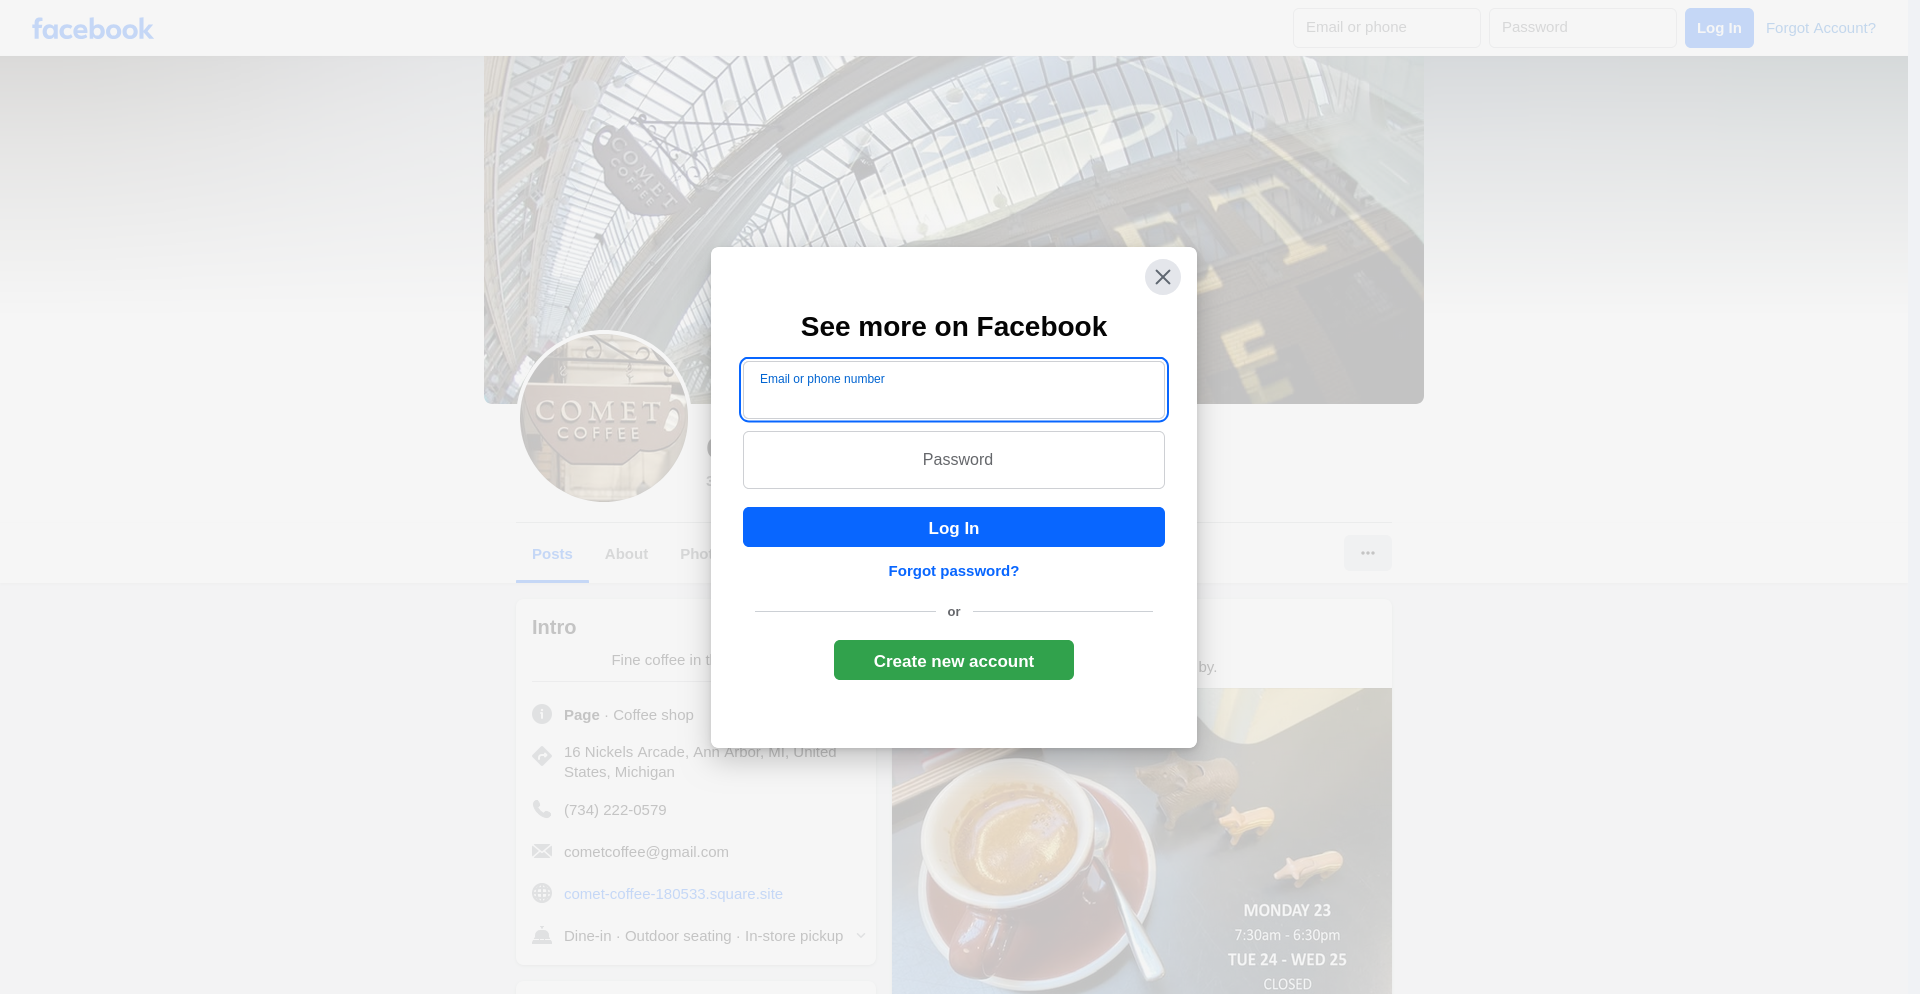 facebook
Email or phone
Password
Log In
Forgot Account?
COMET
COFFEE
E T
E
See more on Facebook
Email or phone number
COMET
COFFEE
Password
Log In
Forgot password?
or
Create new account
Posts
About
Intro
Fine coffee in
by.
Page · Coffee shop
16 Nickels Arcade, Ann Arbor, MI, United
States, Michigan
(734) 222-0579
cometcoffee@gmail.com
comet-coffee-180533.square.site
Dine-in · Outdoor seating · In-store pickup
MONDAY 23
7:30am - 6:30pm
TUE 24 - WED 25
CLOSED